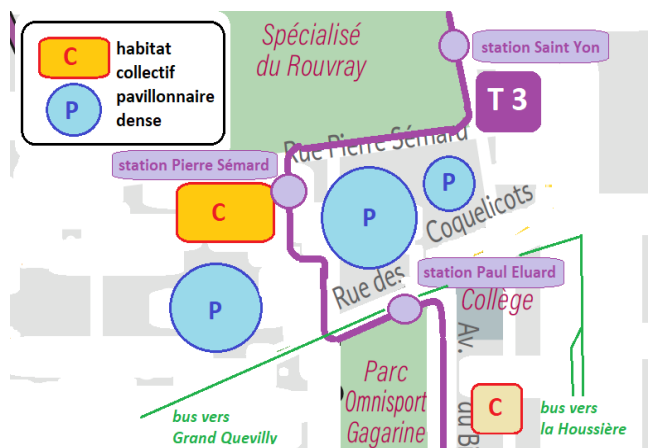 C
habitat
collectif
P
pavillonnaire
dense
Spécialisé
du Rouvray
station Saint Yon
T 3
Rue Pierre Sémard
station Pierre Sémard
C
P
P
Coquelicots
Rue des
station Paul Eluard
Collège
P
Av.
du B
Parc
Omnisport
Gagarine
C
bus vers
Grand Quevilly
bus vers
la Houssière